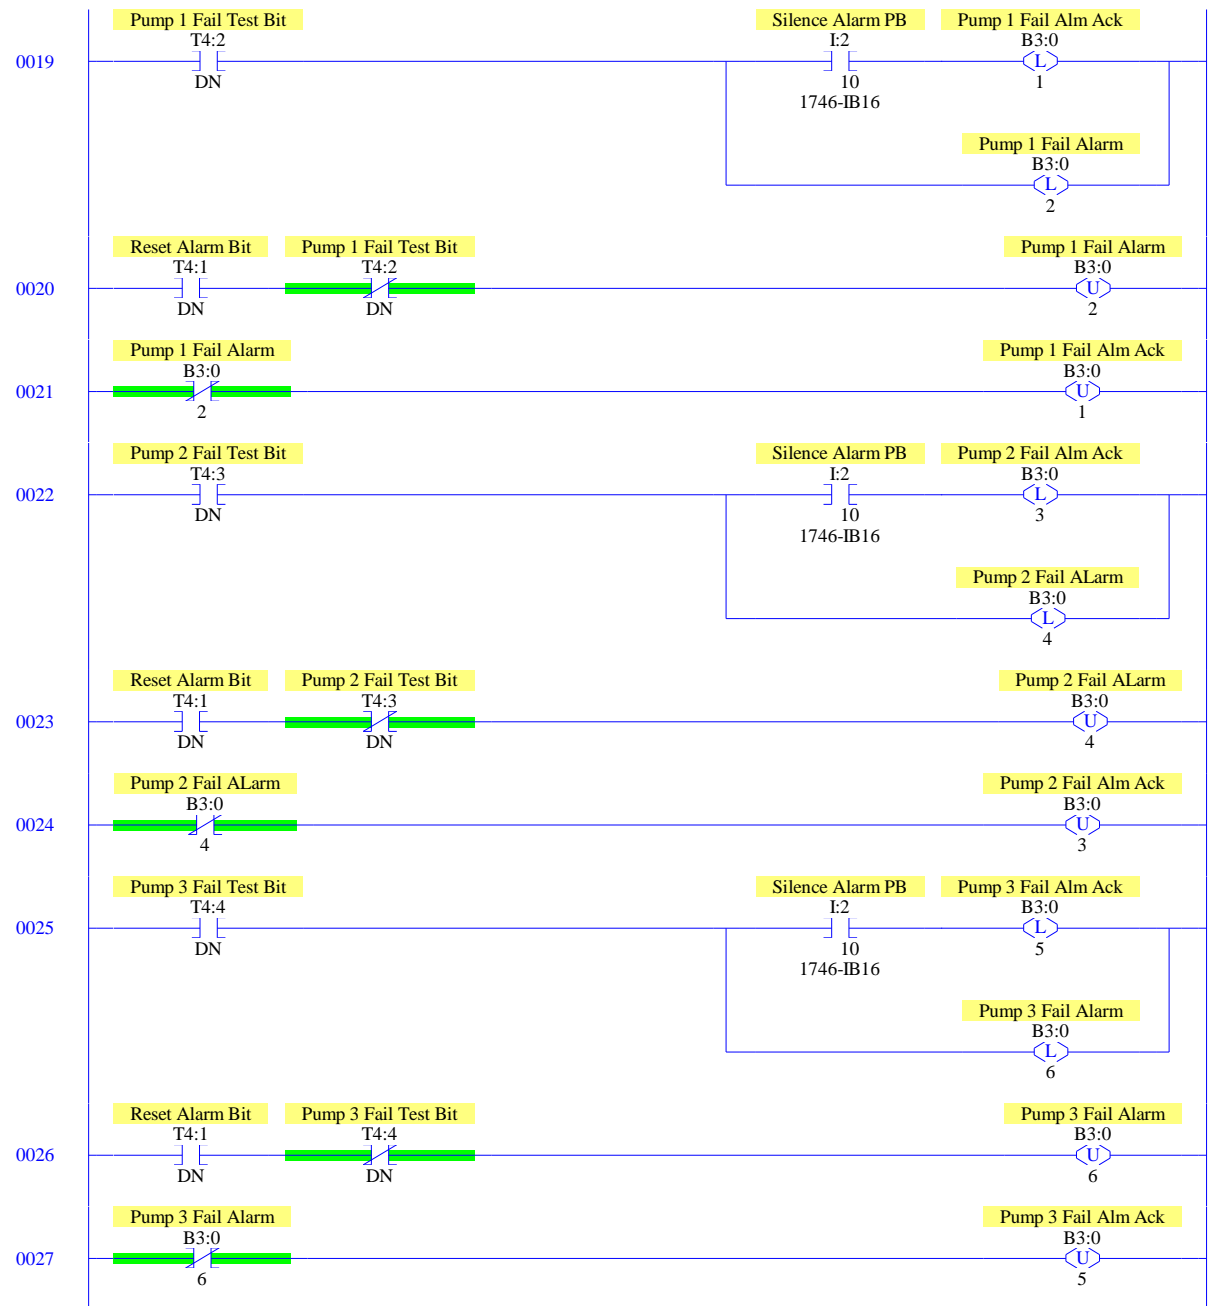 Pump 1 Fail Test Bit Silence Alarm PB Pump 1 Fail Alm Ack
T4:2 I:2 B3:0
0019 L
DN 10 1
1746-IB16
Pump 1 Fail Alarm
B3:0
L
2
Reset Alarm Bit Pump 1 Fail Test Bit Pump 1 Fail Alarm
T4:1 T4:2 B3:0
0020 U
DN DN 2
Pump 1 Fail Alarm Pump 1 Fail Alm Ack
B3:0 B3:0
0021 U
2 1
Pump 2 Fail Test Bit Silence Alarm PB Pump 2 Fail Alm Ack
T4:3 I:2 B3:0
0022 L
DN 10 3
1746-IB16
Pump 2 Fail ALarm
B3:0
L
4
Reset Alarm Bit Pump 2 Fail Test Bit Pump 2 Fail ALarm
T4:1 T4:3 B3:0
0023 U
DN DN 4
Pump 2 Fail ALarm Pump 2 Fail Alm Ack
B3:0 B3:0
0024 U
4 3
Pump 3 Fail Test Bit Silence Alarm PB Pump 3 Fail Alm Ack
T4:4 I:2 B3:0
0025 L
DN 10 5
1746-IB16
Pump 3 Fail Alarm
B3:0
L
6
Reset Alarm Bit Pump 3 Fail Test Bit Pump 3 Fail Alarm
T4:1 T4:4 B3:0
0026 U
DN DN 6
Pump 3 Fail Alarm Pump 3 Fail Alm Ack
B3:0 B3:0
0027 U
6 5